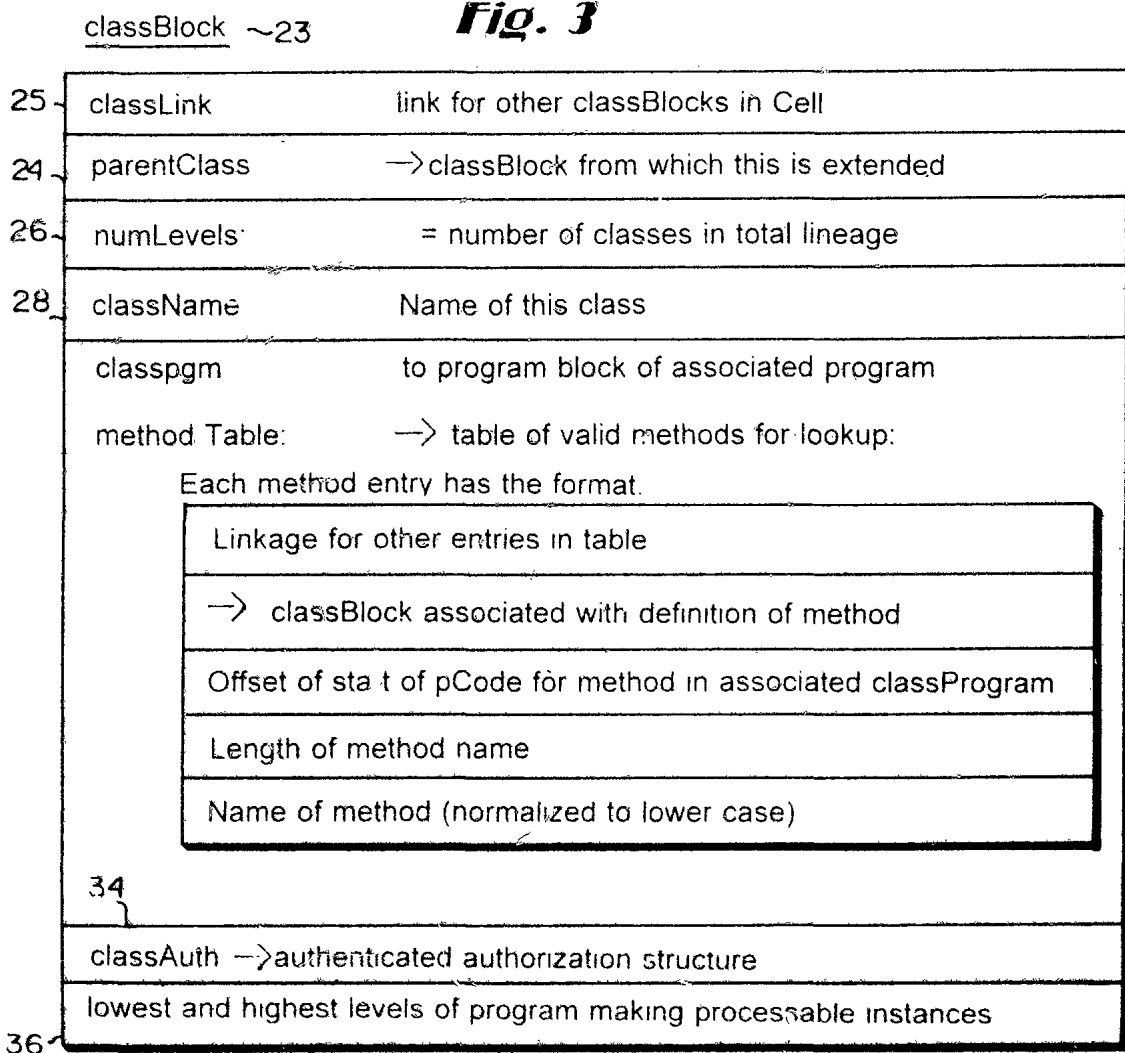 Fig. 3
classBlock ~23
25 classLink link for other classBlocks in Cell
24 parentClass —> classBlock from which this is extended
26 numLevels = number of classes in total lineage
28 className Name of this class
classpgm to program block of associated program
method Table: —> table of valid methods for lookup:
Each method entry has the format.
Linkage for other entries in table
—> classBlock associated with definition of method
Offset of sta t of pCode for method in associated classProgram
Length of method name
Name of method (normalized to lower case)
34
classAuth —> authenticated authorization structure
lowest and highest levels of program making processable instances
36